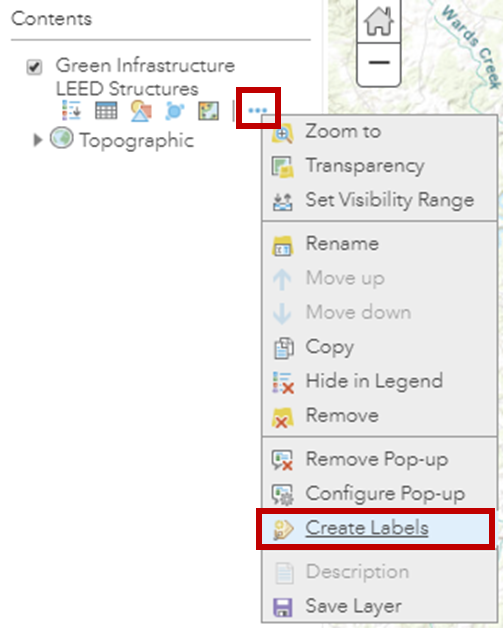 Contents
Green Infrastructure
LEED Structures
Topographic
Zoom to
Transparency
Set Visibility Range
Rename
Move up
Move down
Copy
Hide in Legend
Remove
Remove Pop-up
Configure Pop-up
Create Labels
Description
Save Layer
Wards Creek